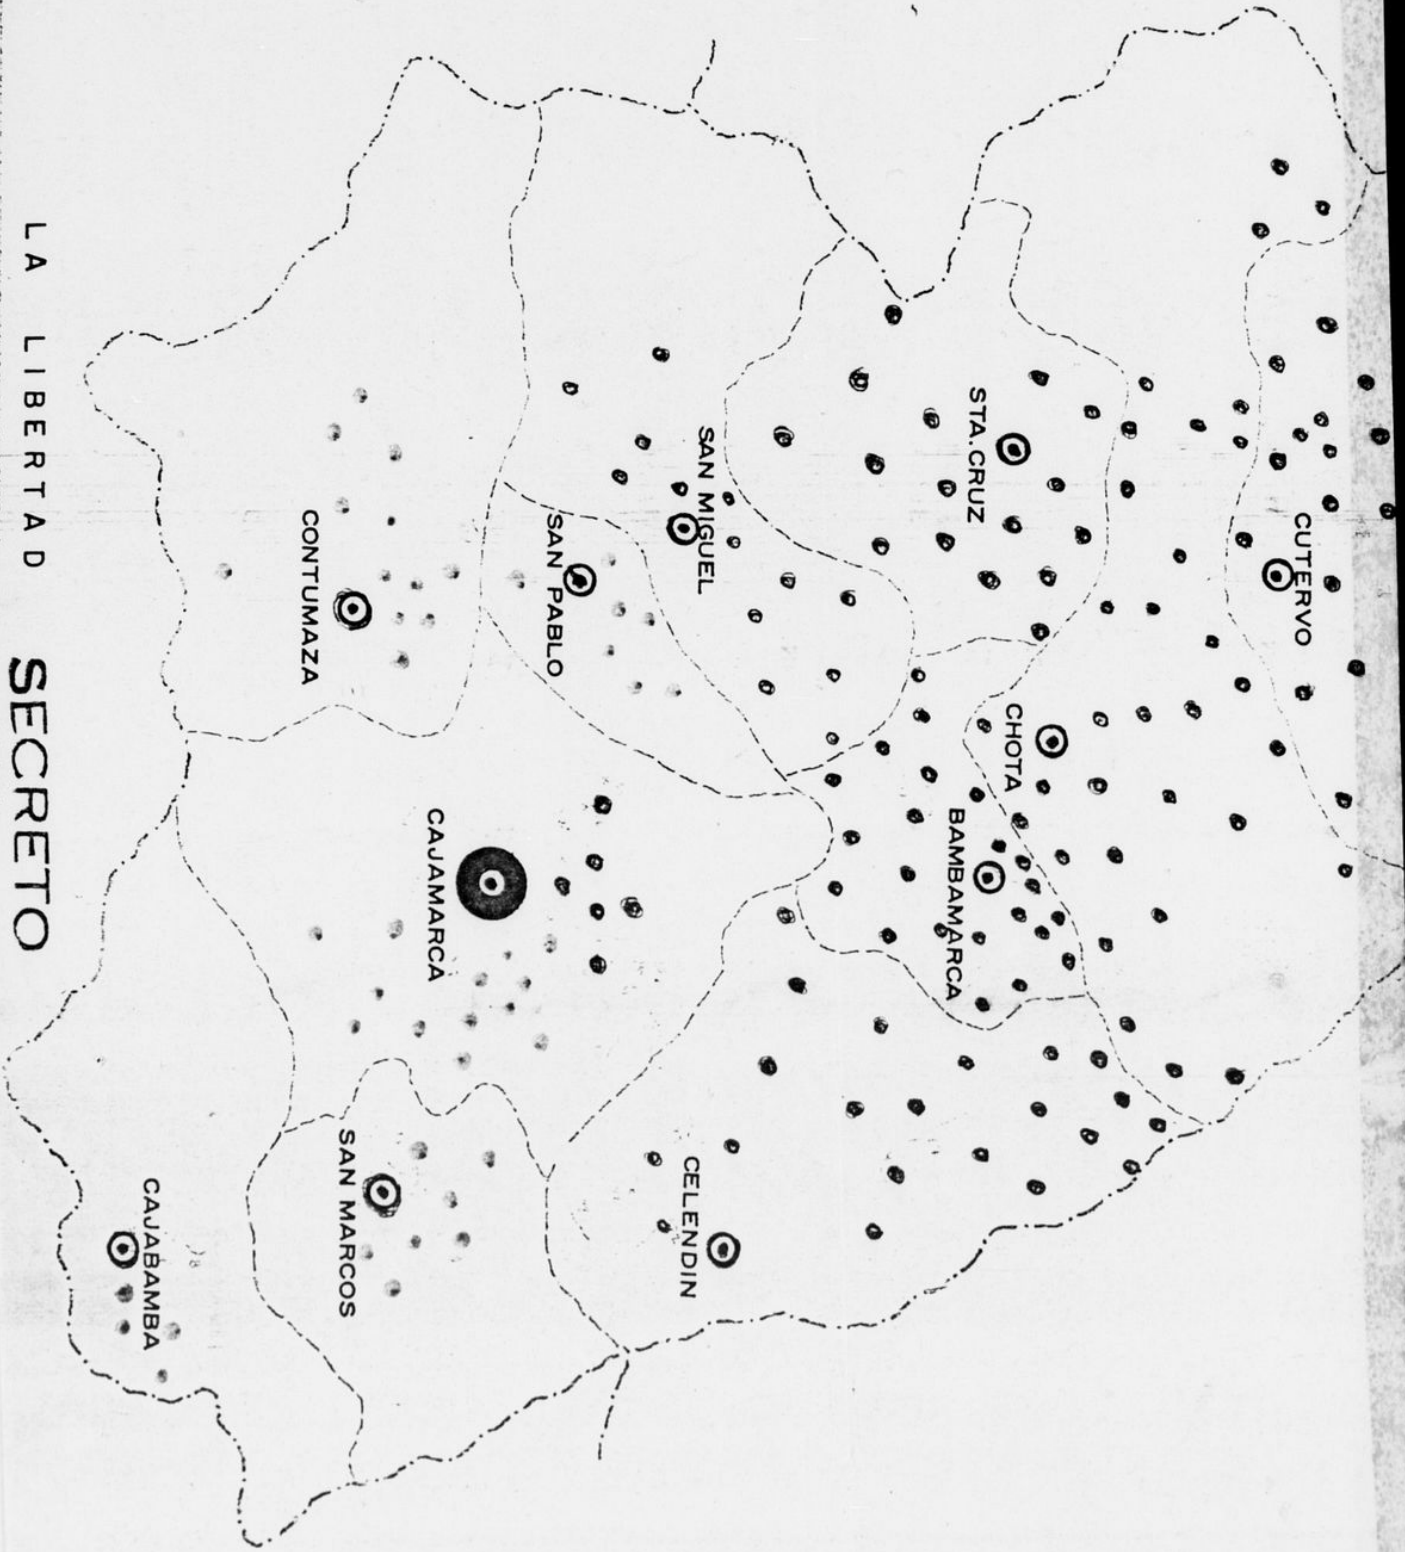 CUTERVO
STA. CRUZ
CHOTA
BAMBAMARCA
SAN MIGUEL
CELENDIN
SAN PABLO
CAJAMARCA
CONTUMAZA
SAN MARCOS
CAJABAMBA
LA LIBERTAD
SECRETO